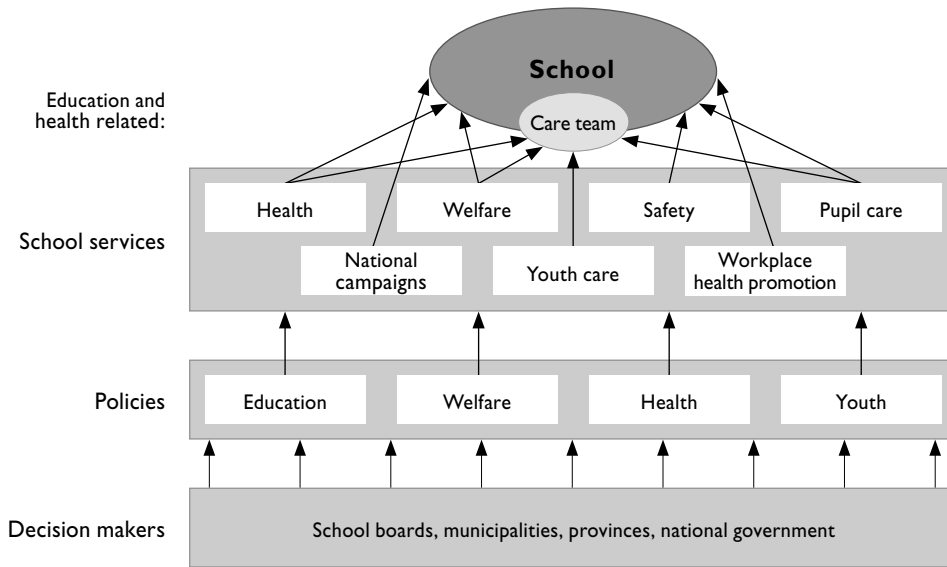 School
Education and
health related:
Care team
Health
Welfare
Safety
Pupil care
School services
National
campaigns
Youth care
Workplace
health promotion
Policies
Education
Welfare
Health
Youth
Decision makers
School boards, municipalities, provinces, national government